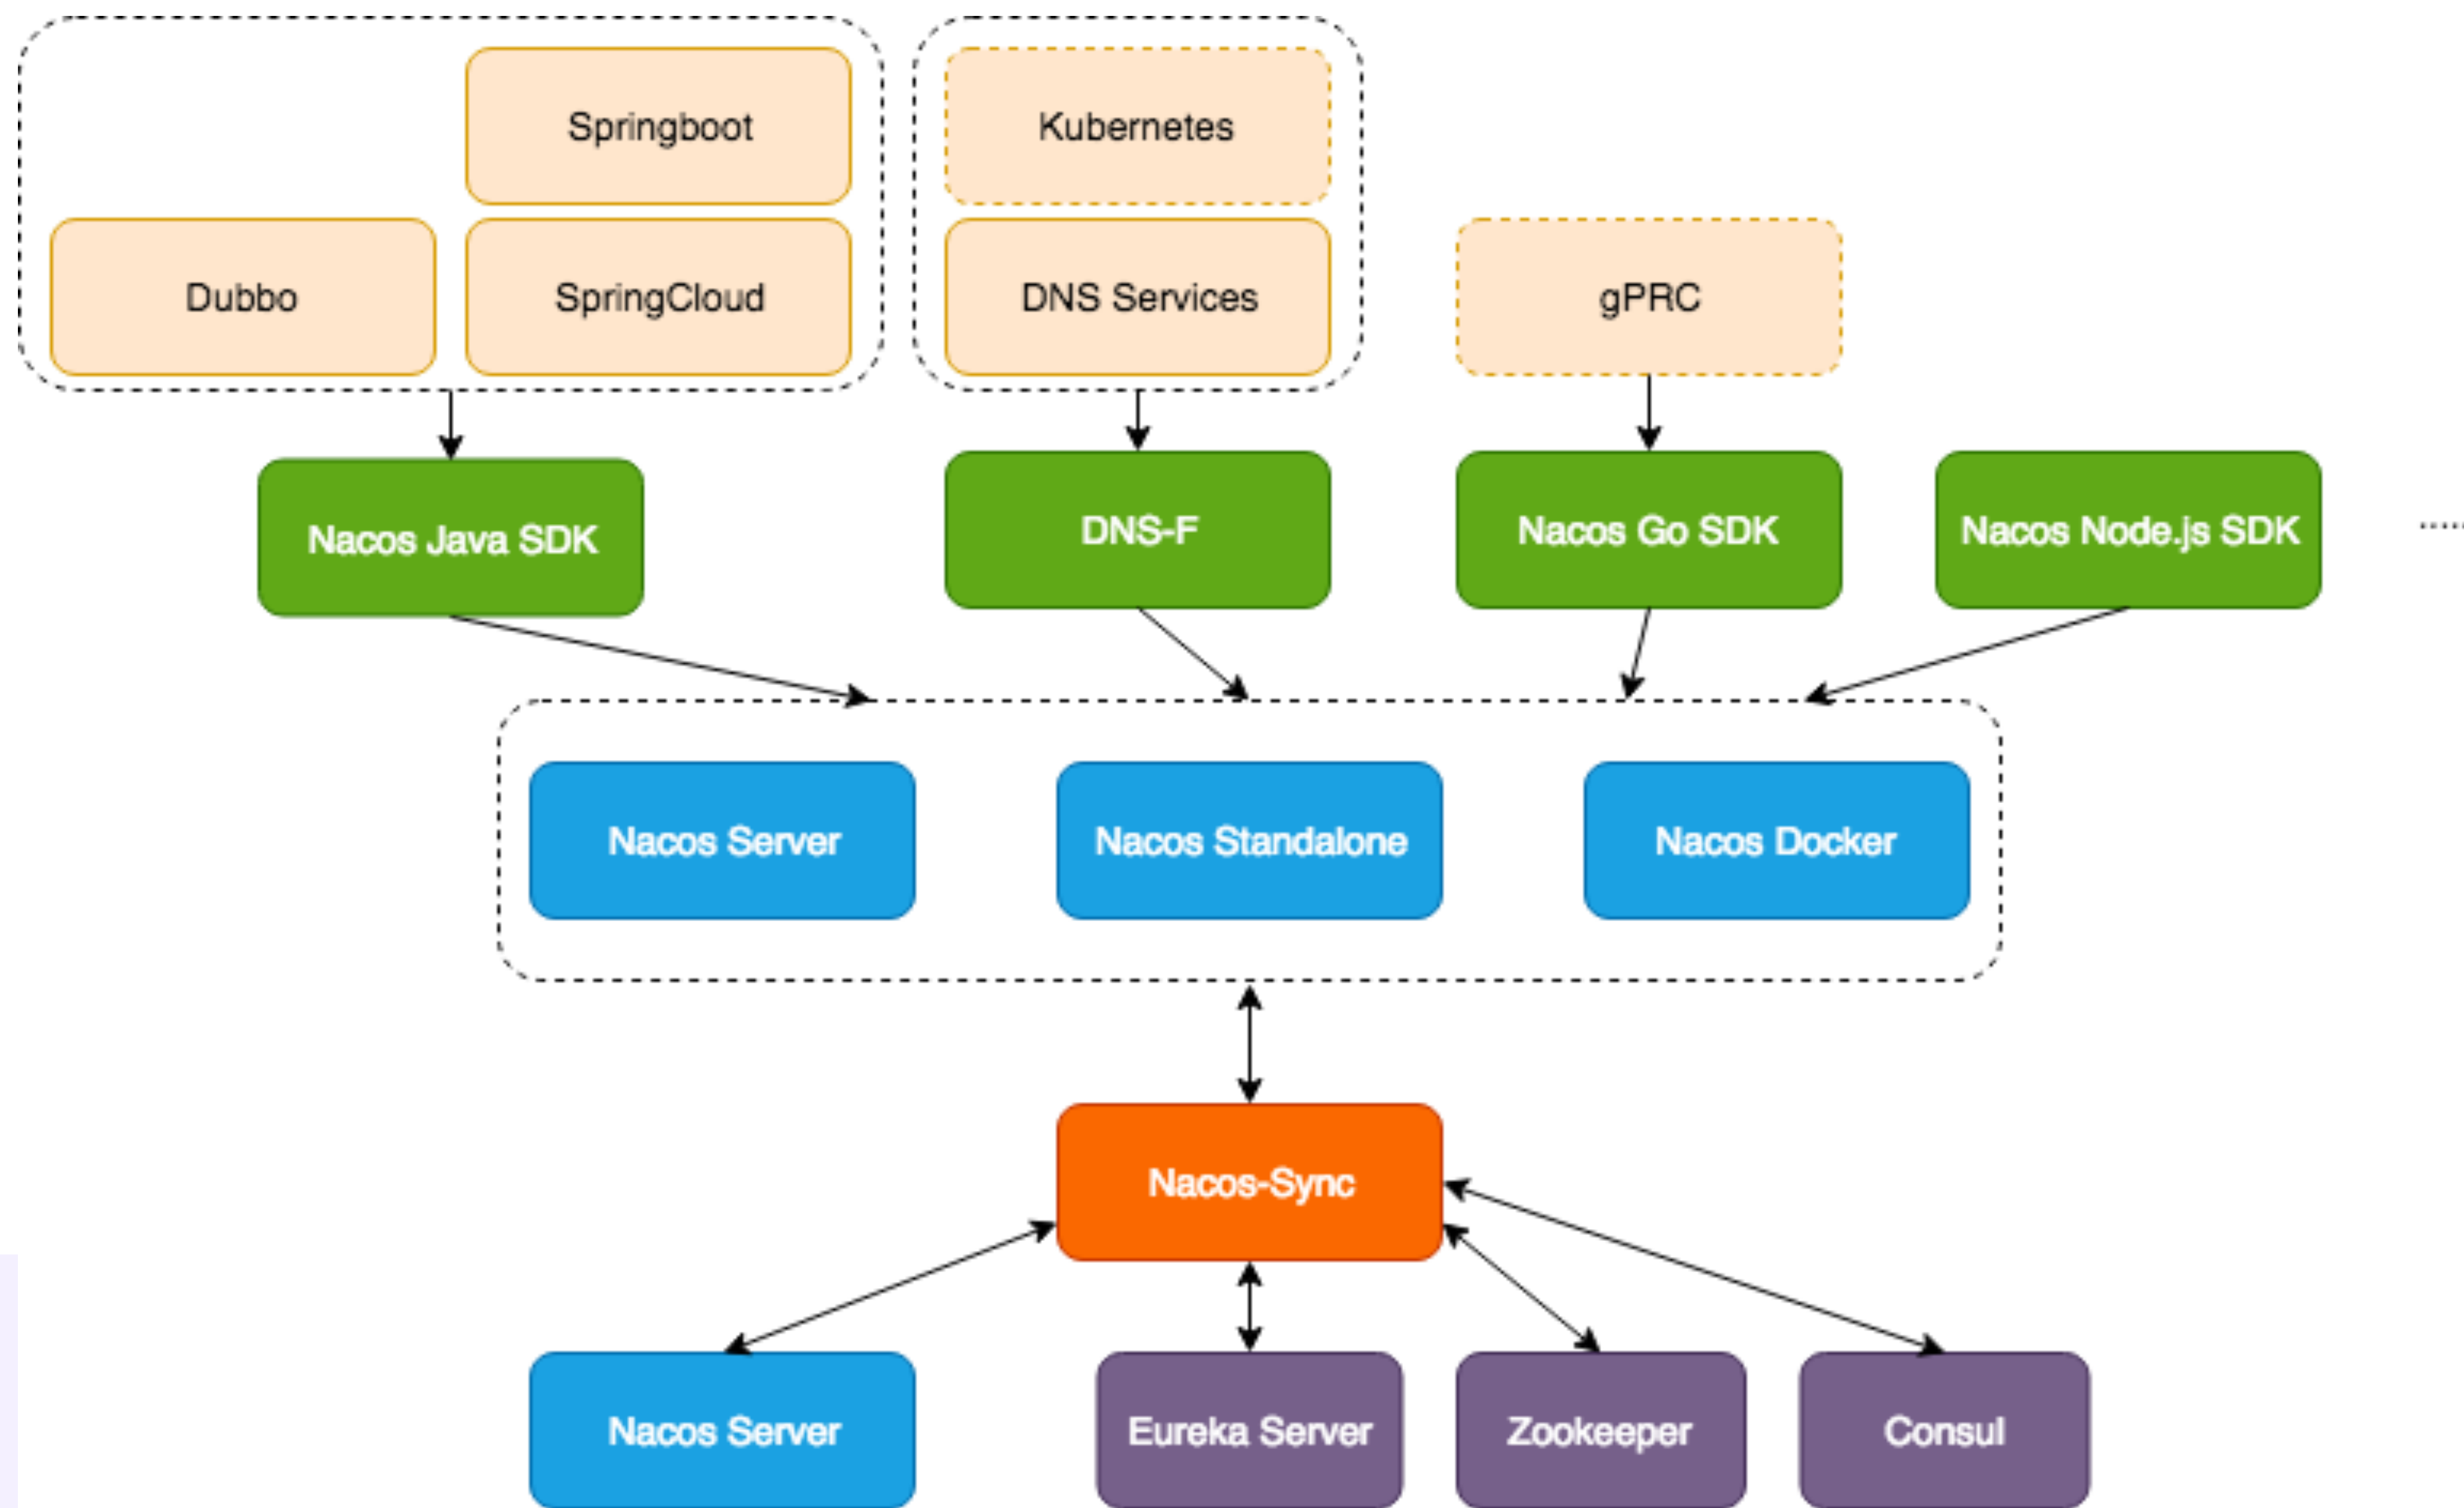 Springboot
Kubernetes
Dubbo
SpringCloud
DNS Services
gPRC
Nacos Java SDK
DNS-F
Nacos Go SDK
Nacos Node.js SDK
Nacos Server
Nacos Standalone
Nacos Docker
Nacos-Sync
Nacos Server
Eureka Server
Zookeeper
Consul